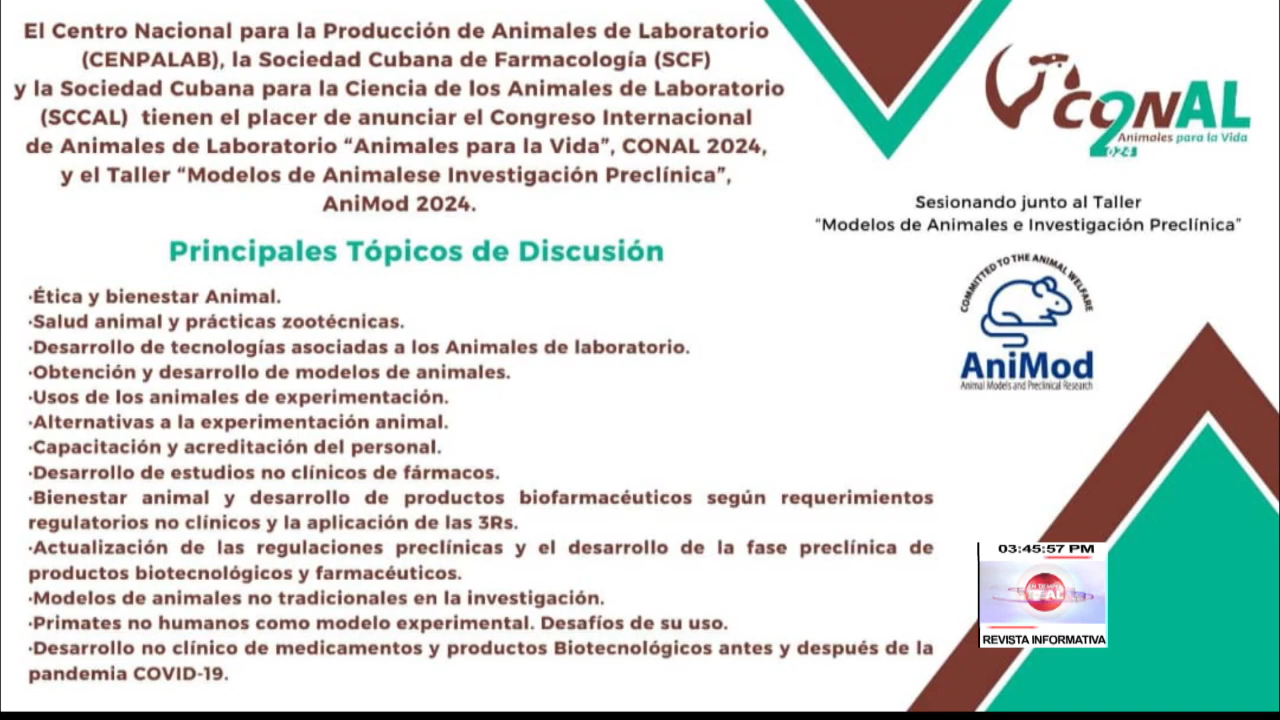 El Centro Nacional para la Producción de Animales de Laboratorio
(CENPALAB), la Sociedad Cubana de Farmacología (SCF)
y la Sociedad Cubana para la Ciencia de los Animales de Laboratorio
(SCCAL) tienen el placer de anunciar el Congreso Internacional
de Animales de Laboratorio “Animales para la Vida”, CONAL 2024,
y el Taller “Modelos de Animalese Investigación Preclínica”,
AniMod 2024.
Principales Tópicos de Discusión
·Ética y bienestar Animal.
·Salud animal y prácticas zootécnicas.
·Desarrollo de tecnologías asociadas a los Animales de laboratorio.
·Obtención y desarrollo de modelos de animales.
·Usos de los animales de experimentación.
·Alternativas a la experimentación animal.
·Capacitación y acreditación del personal.
·Desarrollo de estudios no clínicos de fármacos.
·Bienestar animal y desarrollo de productos biofarmacéuticos según requerimientos
regulatorios no clínicos y la aplicación de las 3Rs.
·Actualización de las regulaciones preclínicas y el desarrollo de la fase preclínica de
productos biotecnológicos y farmacéuticos.
·Modelos de animales no tradicionales en la investigación.
·Primates no humanos como modelo experimental. Desafíos de su uso.
·Desarrollo no clínico de medicamentos y productos Biotecnológicos antes y después de la
pandemia COVID-19.
CONAL
Animales para la Vida
2024
Sesionando junto al Taller
“Modelos de Animales e Investigación Preclínica”
COMMITTED TO THE ANIMAL WELFARE
AniMod
Animal Models and Preclinical Research
03:45:57 PM
EN TIEMPO
REAL
REVISTA INFORMATIVA